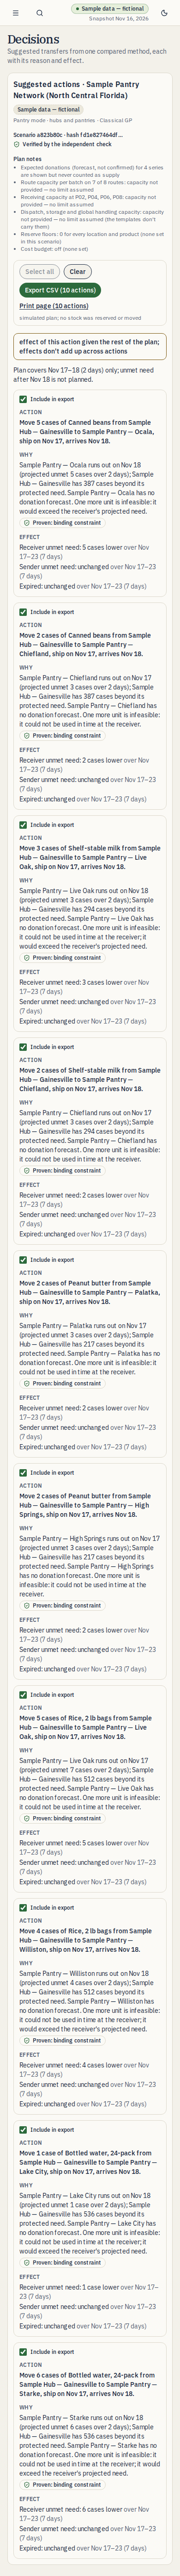 Sample data — fictional
Snapshot Nov 16, 2026
Decisions
Suggested transfers from one compared method, each
with its reason and effect.
Suggested actions · Sample Pantry
Network (North Central Florida)
Sample data — fictional
Pantry mode · hubs and pantries · Classical GP
Scenario a823b80c · hash fd1e827464df…
Verified by the independent check
Plan notes
Expected donations (forecast, not confirmed) for 4 series
are shown but never counted as supply
Route capacity per batch on 7 of 8 routes: capacity not
provided — no limit assumed
Receiving capacity at P02, P04, P06, P08: capacity not
provided — no limit assumed
Dispatch, storage and global handling capacity: capacity
not provided — no limit assumed (the templates don't
carry them)
Reserve floors: 0 for every location and product (none set
in this scenario)
Cost budget: off (none set)
Select all
Clear
Export CSV (10 actions)
Print page (10 actions)
simulated plan; no stock was reserved or moved
effect of this action given the rest of the plan;
effects don't add up across actions
Plan covers Nov 17–18 (2 days) only; unmet need
after Nov 18 is not planned.
Include in export
ACTION
Move 5 cases of Canned beans from Sample
Hub — Gainesville to Sample Pantry — Ocala,
ship on Nov 17, arrives Nov 18.
WHY
Sample Pantry — Ocala runs out on Nov 18
(projected unmet 5 cases over 2 days); Sample
Hub — Gainesville has 387 cases beyond its
protected need. Sample Pantry — Ocala has no
donation forecast. One more unit is infeasible: it
would exceed the receiver's projected need.
Proven: binding constraint
EFFECT
Receiver unmet need: 5 cases lower over Nov
17–23 (7 days)
Sender unmet need: unchanged over Nov 17–23
(7 days)
Expired: unchanged over Nov 17–23 (7 days)
Include in export
ACTION
Move 2 cases of Canned beans from Sample
Hub — Gainesville to Sample Pantry —
Chiefland, ship on Nov 17, arrives Nov 18.
WHY
Sample Pantry — Chiefland runs out on Nov 17
(projected unmet 3 cases over 2 days); Sample
Hub — Gainesville has 387 cases beyond its
protected need. Sample Pantry — Chiefland has
no donation forecast. One more unit is infeasible:
it could not be used in time at the receiver.
Proven: binding constraint
EFFECT
Receiver unmet need: 2 cases lower over Nov
17–23 (7 days)
Sender unmet need: unchanged over Nov 17–23
(7 days)
Expired: unchanged over Nov 17–23 (7 days)
Include in export
ACTION
Move 3 cases of Shelf-stable milk from Sample
Hub — Gainesville to Sample Pantry — Live
Oak, ship on Nov 17, arrives Nov 18.
WHY
Sample Pantry — Live Oak runs out on Nov 18
(projected unmet 3 cases over 2 days); Sample
Hub — Gainesville has 294 cases beyond its
protected need. Sample Pantry — Live Oak has
no donation forecast. One more unit is infeasible:
it could not be used in time at the receiver; it
would exceed the receiver's projected need.
Proven: binding constraint
EFFECT
Receiver unmet need: 3 cases lower over Nov
17–23 (7 days)
Sender unmet need: unchanged over Nov 17–23
(7 days)
Expired: unchanged over Nov 17–23 (7 days)
Include in export
ACTION
Move 2 cases of Shelf-stable milk from Sample
Hub — Gainesville to Sample Pantry —
Chiefland, ship on Nov 17, arrives Nov 18.
WHY
Sample Pantry — Chiefland runs out on Nov 17
(projected unmet 3 cases over 2 days); Sample
Hub — Gainesville has 294 cases beyond its
protected need. Sample Pantry — Chiefland has
no donation forecast. One more unit is infeasible:
it could not be used in time at the receiver.
Proven: binding constraint
EFFECT
Receiver unmet need: 2 cases lower over Nov
17–23 (7 days)
Sender unmet need: unchanged over Nov 17–23
(7 days)
Expired: unchanged over Nov 17–23 (7 days)
Include in export
ACTION
Move 2 cases of Peanut butter from Sample
Hub — Gainesville to Sample Pantry — Palatka,
ship on Nov 17, arrives Nov 18.
WHY
Sample Pantry — Palatka runs out on Nov 17
(projected unmet 3 cases over 2 days); Sample
Hub — Gainesville has 217 cases beyond its
protected need. Sample Pantry — Palatka has no
donation forecast. One more unit is infeasible: it
could not be used in time at the receiver.
Proven: binding constraint
EFFECT
Receiver unmet need: 2 cases lower over Nov
17–23 (7 days)
Sender unmet need: unchanged over Nov 17–23
(7 days)
Expired: unchanged over Nov 17–23 (7 days)
Include in export
ACTION
Move 2 cases of Peanut butter from Sample
Hub — Gainesville to Sample Pantry — High
Springs, ship on Nov 17, arrives Nov 18.
WHY
Sample Pantry — High Springs runs out on Nov 17
(projected unmet 3 cases over 2 days); Sample
Hub — Gainesville has 217 cases beyond its
protected need. Sample Pantry — High Springs
has no donation forecast. One more unit is
infeasible: it could not be used in time at the
receiver.
Proven: binding constraint
EFFECT
Receiver unmet need: 2 cases lower over Nov
17–23 (7 days)
Sender unmet need: unchanged over Nov 17–23
(7 days)
Expired: unchanged over Nov 17–23 (7 days)
Include in export
ACTION
Move 5 cases of Rice, 2 lb bags from Sample
Hub — Gainesville to Sample Pantry — Live
Oak, ship on Nov 17, arrives Nov 18.
WHY
Sample Pantry — Live Oak runs out on Nov 17
(projected unmet 7 cases over 2 days); Sample
Hub — Gainesville has 512 cases beyond its
protected need. Sample Pantry — Live Oak has
no donation forecast. One more unit is infeasible:
it could not be used in time at the receiver.
Proven: binding constraint
EFFECT
Receiver unmet need: 5 cases lower over Nov
17–23 (7 days)
Sender unmet need: unchanged over Nov 17–23
(7 days)
Expired: unchanged over Nov 17–23 (7 days)
Include in export
ACTION
Move 4 cases of Rice, 2 lb bags from Sample
Hub — Gainesville to Sample Pantry —
Williston, ship on Nov 17, arrives Nov 18.
WHY
Sample Pantry — Williston runs out on Nov 18
(projected unmet 4 cases over 2 days); Sample
Hub — Gainesville has 512 cases beyond its
protected need. Sample Pantry — Williston has
no donation forecast. One more unit is infeasible:
it could not be used in time at the receiver; it
would exceed the receiver's projected need.
Proven: binding constraint
EFFECT
Receiver unmet need: 4 cases lower over Nov
17–23 (7 days)
Sender unmet need: unchanged over Nov 17–23
(7 days)
Expired: unchanged over Nov 17–23 (7 days)
Include in export
ACTION
Move 1 case of Bottled water, 24-pack from
Sample Hub — Gainesville to Sample Pantry —
Lake City, ship on Nov 17, arrives Nov 18.
WHY
Sample Pantry — Lake City runs out on Nov 18
(projected unmet 1 case over 2 days); Sample
Hub — Gainesville has 536 cases beyond its
protected need. Sample Pantry — Lake City has
no donation forecast. One more unit is infeasible:
it could not be used in time at the receiver; it
would exceed the receiver's projected need.
Proven: binding constraint
EFFECT
Receiver unmet need: 1 case lower over Nov 17–
23 (7 days)
Sender unmet need: unchanged over Nov 17–23
(7 days)
Expired: unchanged over Nov 17–23 (7 days)
Include in export
ACTION
Move 6 cases of Bottled water, 24-pack from
Sample Hub — Gainesville to Sample Pantry —
Starke, ship on Nov 17, arrives Nov 18.
WHY
Sample Pantry — Starke runs out on Nov 18
(projected unmet 6 cases over 2 days); Sample
Hub — Gainesville has 536 cases beyond its
protected need. Sample Pantry — Starke has no
donation forecast. One more unit is infeasible: it
could not be used in time at the receiver; it would
exceed the receiver's projected need.
Proven: binding constraint
EFFECT
Receiver unmet need: 6 cases lower over Nov
17–23 (7 days)
Sender unmet need: unchanged over Nov 17–23
(7 days)
Expired: unchanged over Nov 17–23 (7 days)